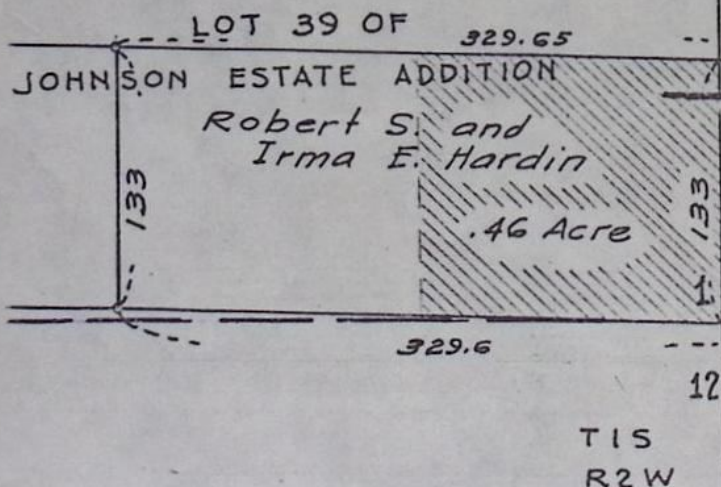 LOT 39 OF
329.65
JOHNSON ESTATE ADDITION
Robert S. and
Irma E. Hardin
133
133
.46 Acre
1
329.6
12
T1S
R2W